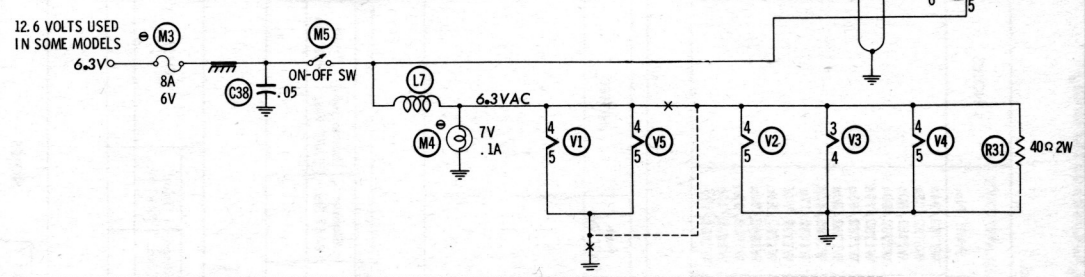 12.6 VOLTS USED
IN SOME MODELS
6.3V
⊖ M3
8A
6V
C38
.05
M5
ON-OFF SW
L7
6.3VAC
⊖
M4
7V
.1A
4
5
V1
4
5
V5
4
5
V2
3
4
V3
4
5
V4
R31
40Ω 2W
5